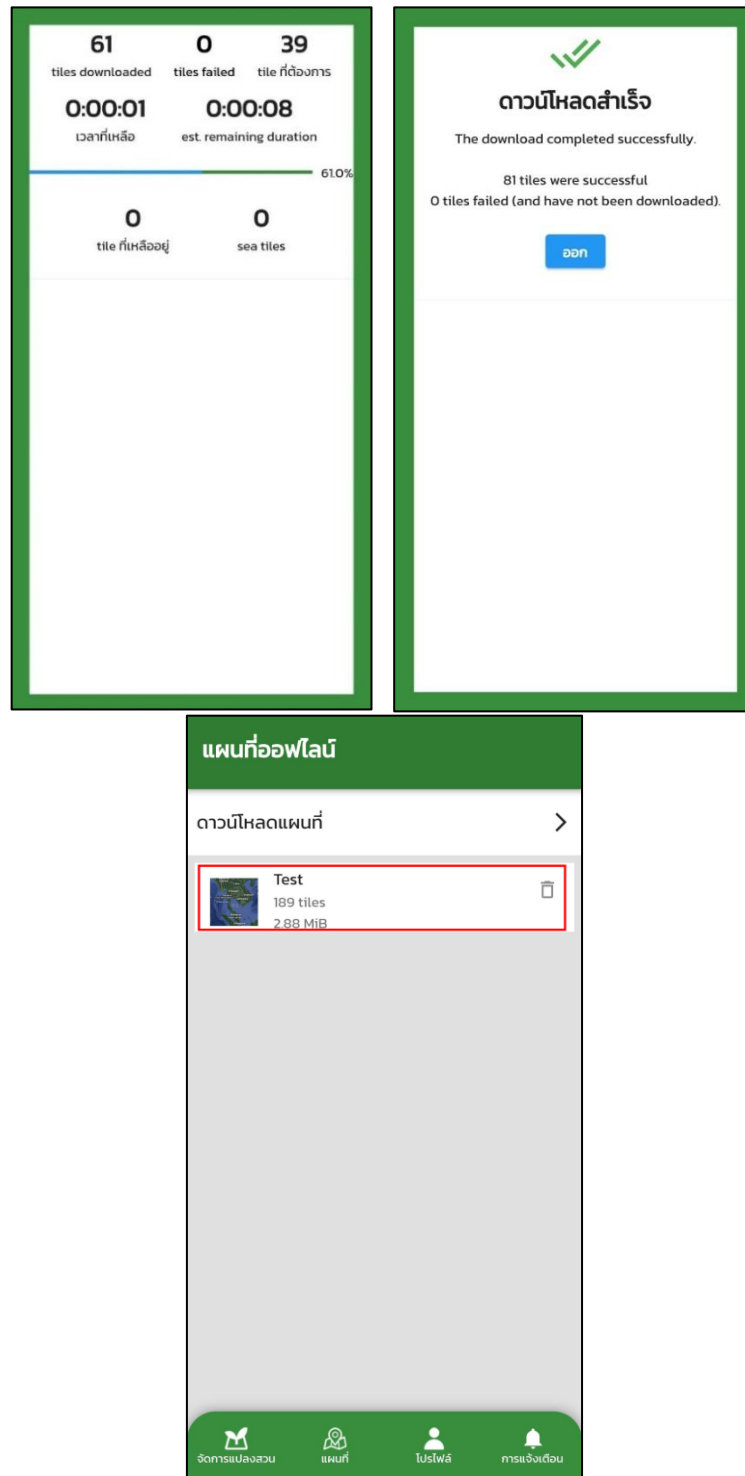 61 0 39
tiles downloaded tiles failed tile ที่ต้องการ
0:00:01 0:00:08
เวลาที่เหลือ est. remaining duration
61.0%
0 0
tile ที่เหลืออยู่ sea tiles
ดาวน์โหลดสำเร็จ
The download completed successfully.
81 tiles were successful
0 tiles failed (and have not been downloaded).
ออก
แผนที่ออฟไลน์
ดาวน์โหลดแผนที่
Test
189 tiles
2.88 MiB
จัดการแปลงสวน แผนที่ โปรไฟล์ การแจ้งเตือน